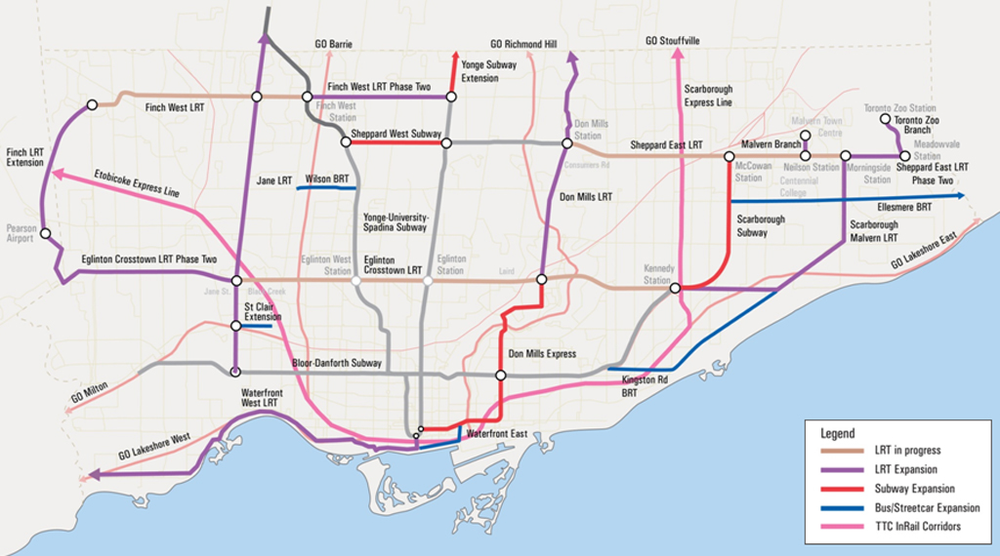 GO Barrie
GO Richmond Hill
GO Stouffville
Yonge Subway
Extension
Finch West LRT Phase Two
Scarborough
Express Line
Finch West LRT
Finch West
Station
Toronto Zoo Station
Toronto Zoo
Branch
Malvern Town
Centre
Don Mills
Station
Sheppard West Subway
Sheppard East LRT
Malvern Branch
Meadowvale
Station
Finch LRT
Extension
Consumers Rd
McCowan
Station
Neilson Station
Centennial
College
Morningside
Station
Sheppard East LRT
Phase Two
Etobicoke Express Line
Jane LRT
Wilson BRT
Don Mills LRT
Ellesmere BRT
Pearson
Airport
Yonge-University-
Spadina Subway
Scarborough
Subway
Scarborough
Malvern LRT
GO Lakeshore East
Eglinton Crosstown LRT Phase Two
Eglinton West
Station
Eglinton
Crosstown LRT
Eglinton
Station
Laird
Kennedy
Station
Jane St.
Black Creek
St Clair
Extension
Bloor-Danforth Subway
Don Mills Express
Kingston Rd
BRT
GO Milton
Waterfront
West LRT
Waterfront East
GO Lakeshore West
Legend
LRT in progress
LRT Expansion
Subway Expansion
Bus/Streetcar Expansion
TTC InRail Corridors